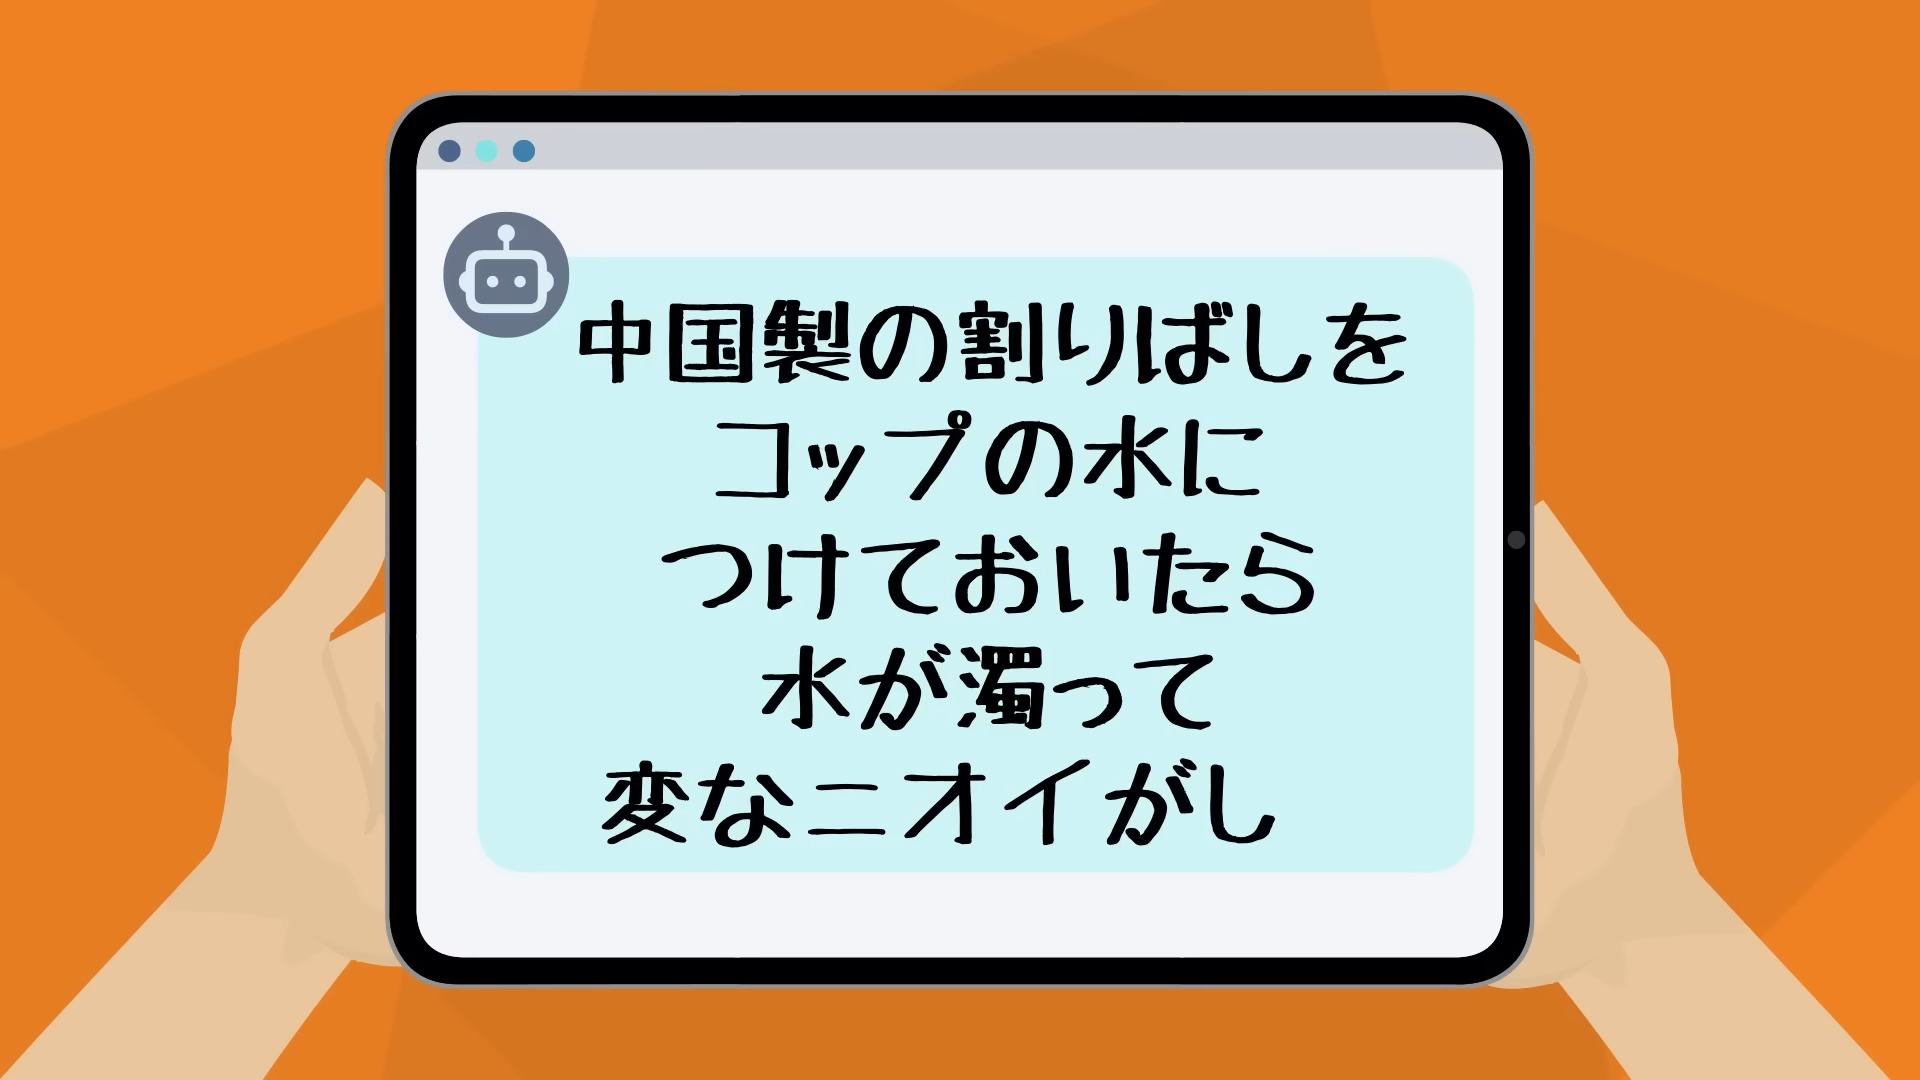 中国製の割りばしを
コップの水に
つけておいたら
水が濁って
変なニオイがし